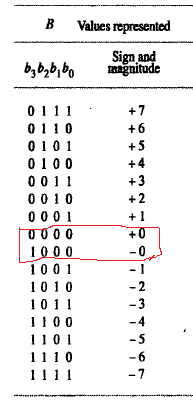 B Values represented
b3b2b1b0 Sign and magnitude
0 1 1 1 +7
0 1 1 0 +6
0 1 0 1 +5
0 1 0 0 +4
0 0 1 1 +3
0 0 1 0 +2
0 0 0 1 +1
0 0 0 0 +0
1 0 0 0 −0
1 0 0 1 −1
1 0 1 0 −2
1 0 1 1 −3
1 1 0 0 −4
1 1 0 1 −5
1 1 1 0 −6
1 1 1 1 −7